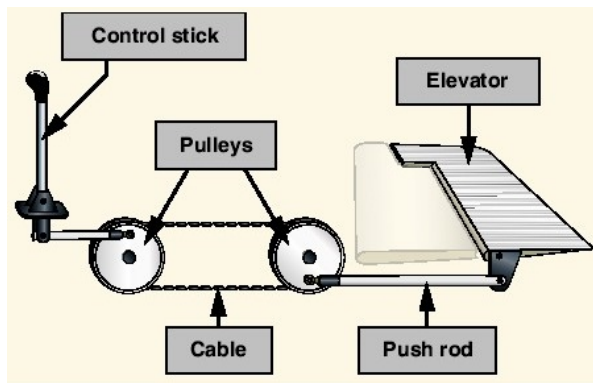 Control stick
Elevator
Pulleys
Cable
Push rod